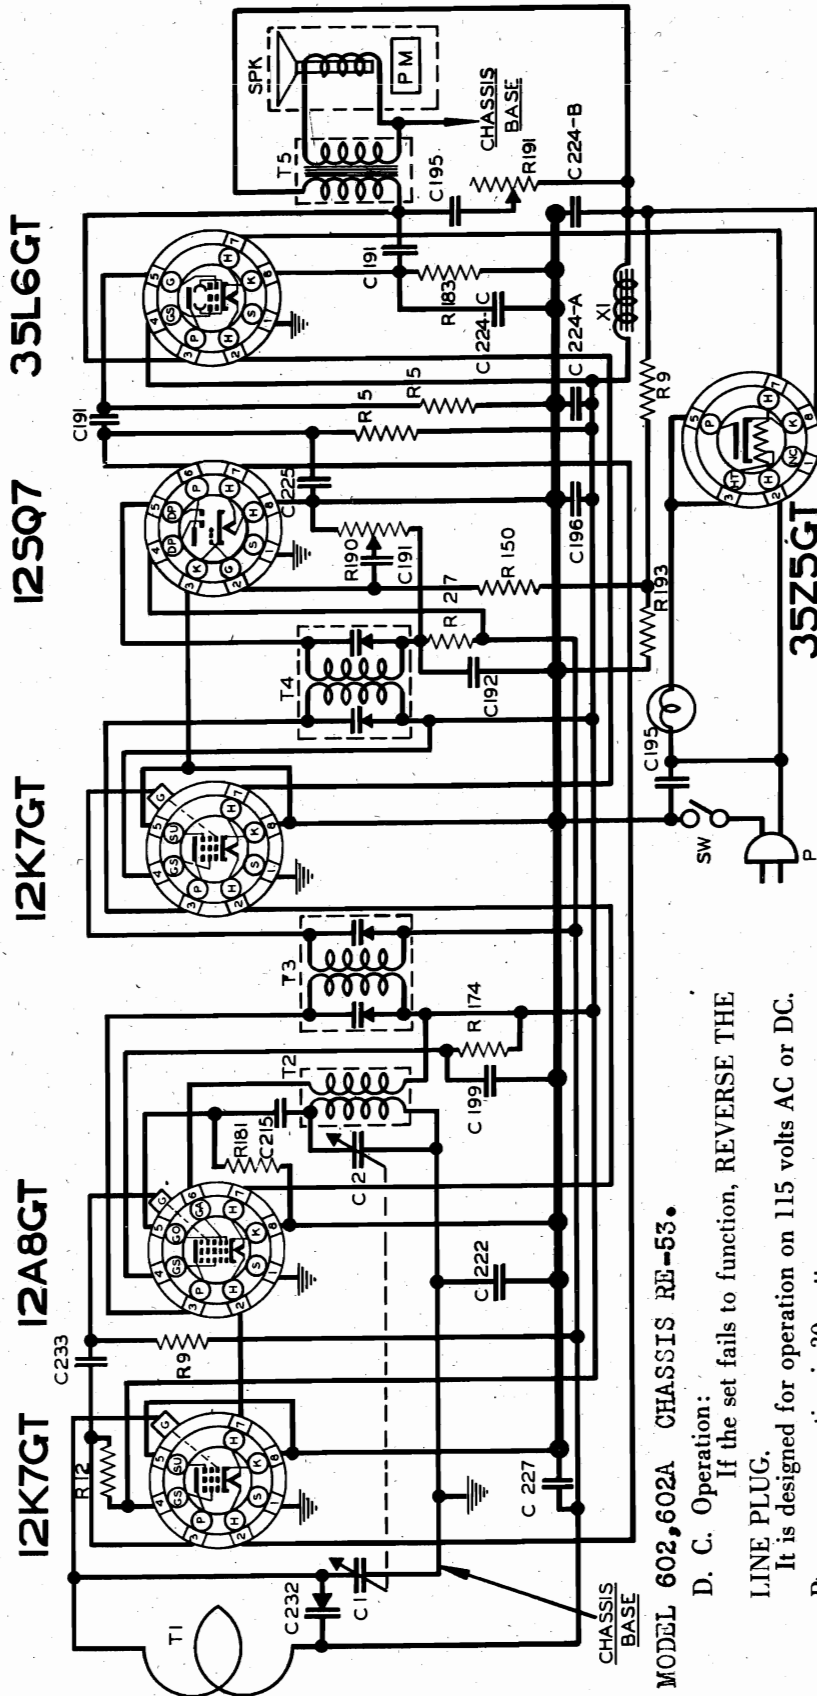 12K7GT
12A8GT
12K7GT
12SQ7
35L6GT
C233
C191
R12
R9
R181
C215
T2
T3
T4
T5
SPK
PM
CHASSIS
BASE
T1
C232
C1
C2
C222
C227
C199
R174
C192
R217
R190
C191
C225
R150
R15
R15
C191
R183
C195
R191
C224-C
C224-A
C224-B
C196
X1
R9
R193
C195
SW
P
35Z5GT
CHASSIS
BASE
MODEL 602,602A CHASSIS RE-53.
D. C. Operation:
If the set fails to function, REVERSE THE
LINE PLUG.
It is designed for operation on 115 volts AC or DC.